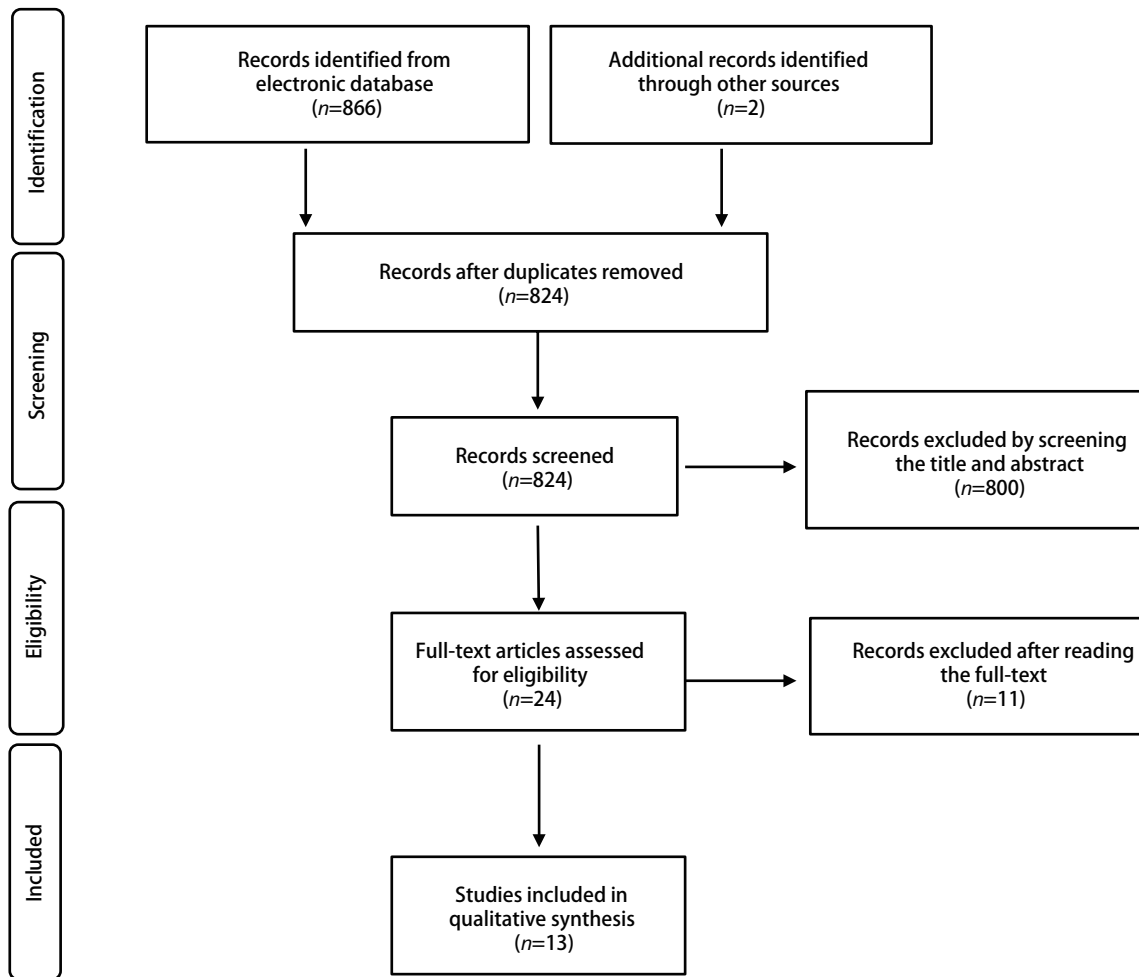 Identification
Records identified from
electronic database
(n=866)
Additional records identified
through other sources
(n=2)
Screening
Records after duplicates removed
(n=824)
Records screened
(n=824)
Records excluded by screening
the title and abstract
(n=800)
Eligibility
Full-text articles assessed
for eligibility
(n=24)
Records excluded after reading
the full-text
(n=11)
Included
Studies included in
qualitative synthesis
(n=13)